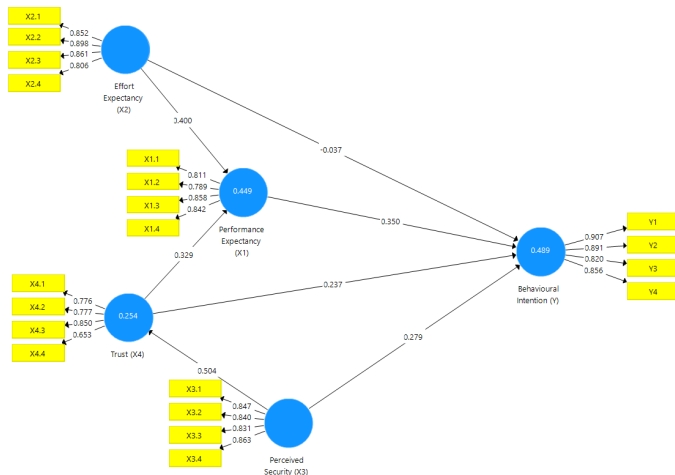 X2.1
X2.2
X2.3
X2.4
0.852
0.898
0.861
0.806
Effort
Expectancy
(X2)
0.400
-0.037
X1.1
X1.2
X1.3
X1.4
0.811
0.789
0.858
0.842
0.449
Performance
Expectancy
(X1)
0.350
0.329
0.237
0.489
Behavioural
Intention (Y)
0.907
0.891
0.820
0.856
Y1
Y2
Y3
Y4
X4.1
X4.2
X4.3
X4.4
0.776
0.777
0.850
0.653
0.254
Trust (X4)
0.504
0.279
X3.1
X3.2
X3.3
X3.4
0.847
0.840
0.831
0.863
Perceived
Security (X3)